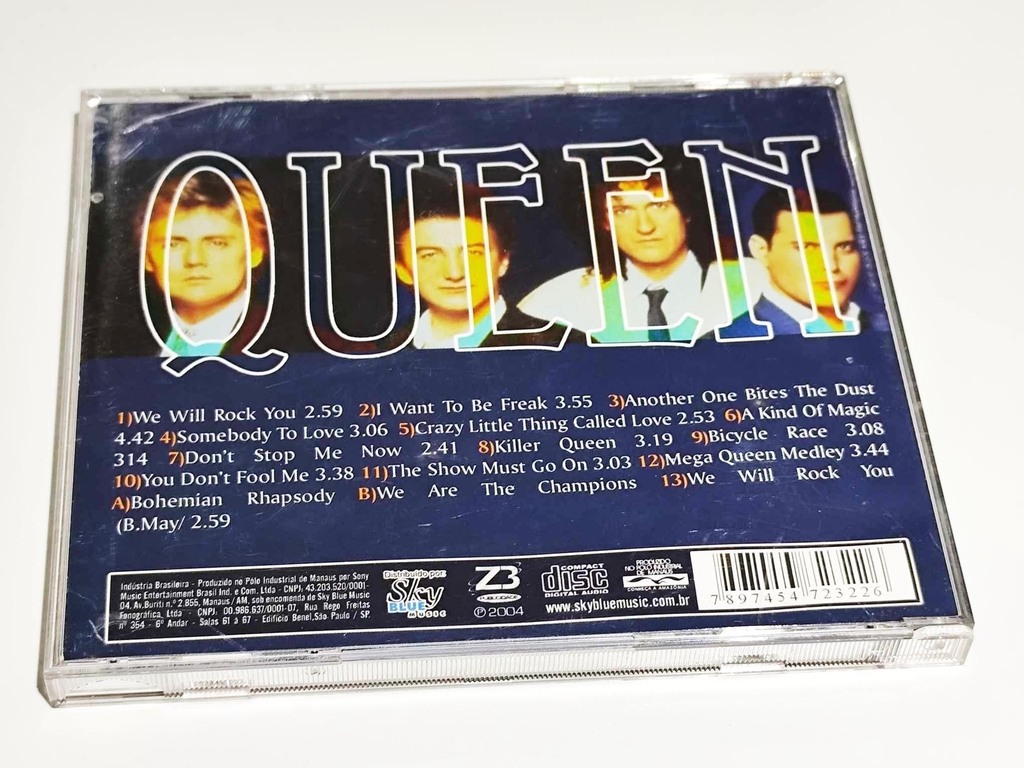 QUEEN
1)We Will Rock You 2.59 2)I Want To Be Freak 3.55 3)Another One Bites The Dust
4.42 4)Somebody To Love 3.06 5)Crazy Little Thing Called Love 2.53 6)A Kind Of Magic
314 7)Don't Stop Me Now 2.41 8)Killer Queen 3.19 9)Bicycle Race 3.08
10)You Don't Fool Me 3.38 11)The Show Must Go On 3.03 12)Mega Queen Medley 3.44
A)Bohemian Rhapsody B)We Are The Champions 13)We Will Rock You
(B.May/ 2.59
Indústria Brasileira - Produzido no Pólo Industrial de Manaus por Sony
Music Entertainment Brasil Ind. e Com. Ltda - CNPJ. 43.203.520/0001-
04, Av.Buriti n.° 2.855, Manaus / AM, sob encomenda de Sky Blue Music
Fonográfica, Ltda - CNPJ. 00.986.637/0001-07, Rua Rego Freitas
n° 354 - 6° Andar - Salas 61 a 67 - Edifício Benel,São Paulo / SP.
Distribuído por:
Sky
BLUE
MUSIC
Z3
PUBLICIDADE
℗ 2004
COMPACT
disc
DIGITAL AUDIO
www.skybluemusic.com.br
PRODUZIDO
NO PÓLO INDUSTRIAL
DE MANAUS
CONHEÇA A AMAZÔNIA
7 897454 723226